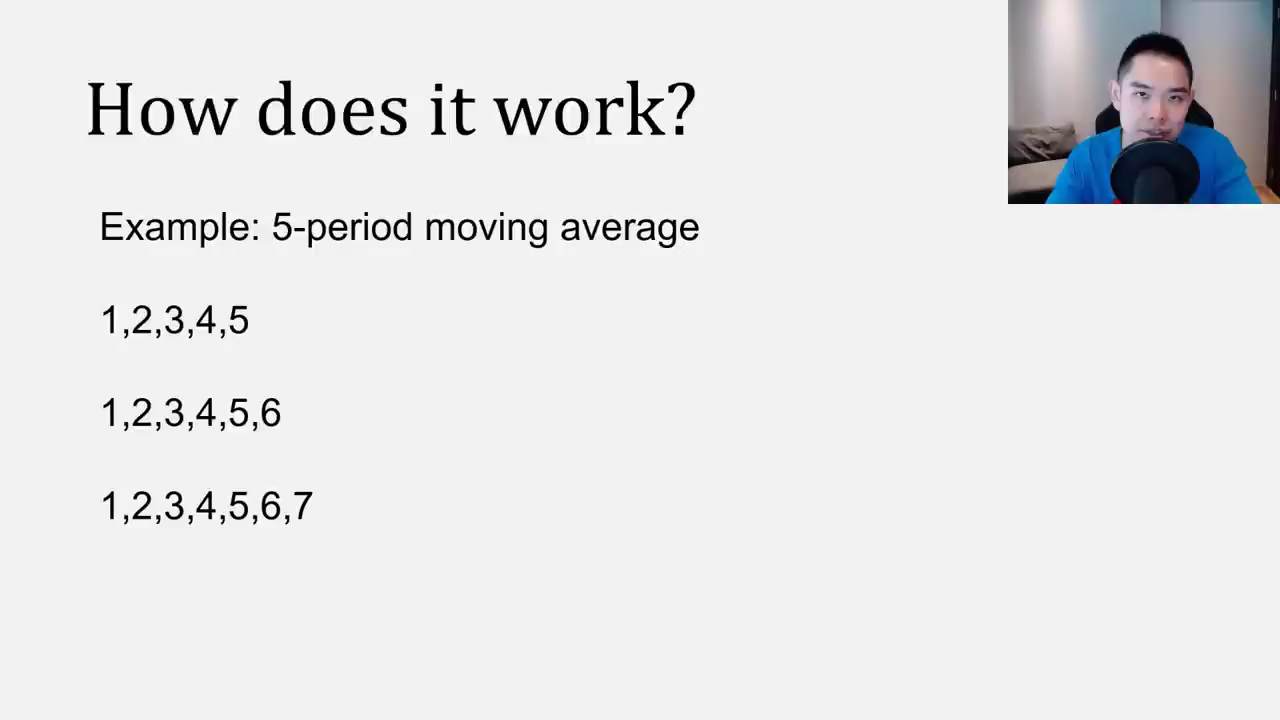 How does it work?
Example: 5-period moving average
1,2,3,4,5
1,2,3,4,5,6
1,2,3,4,5,6,7